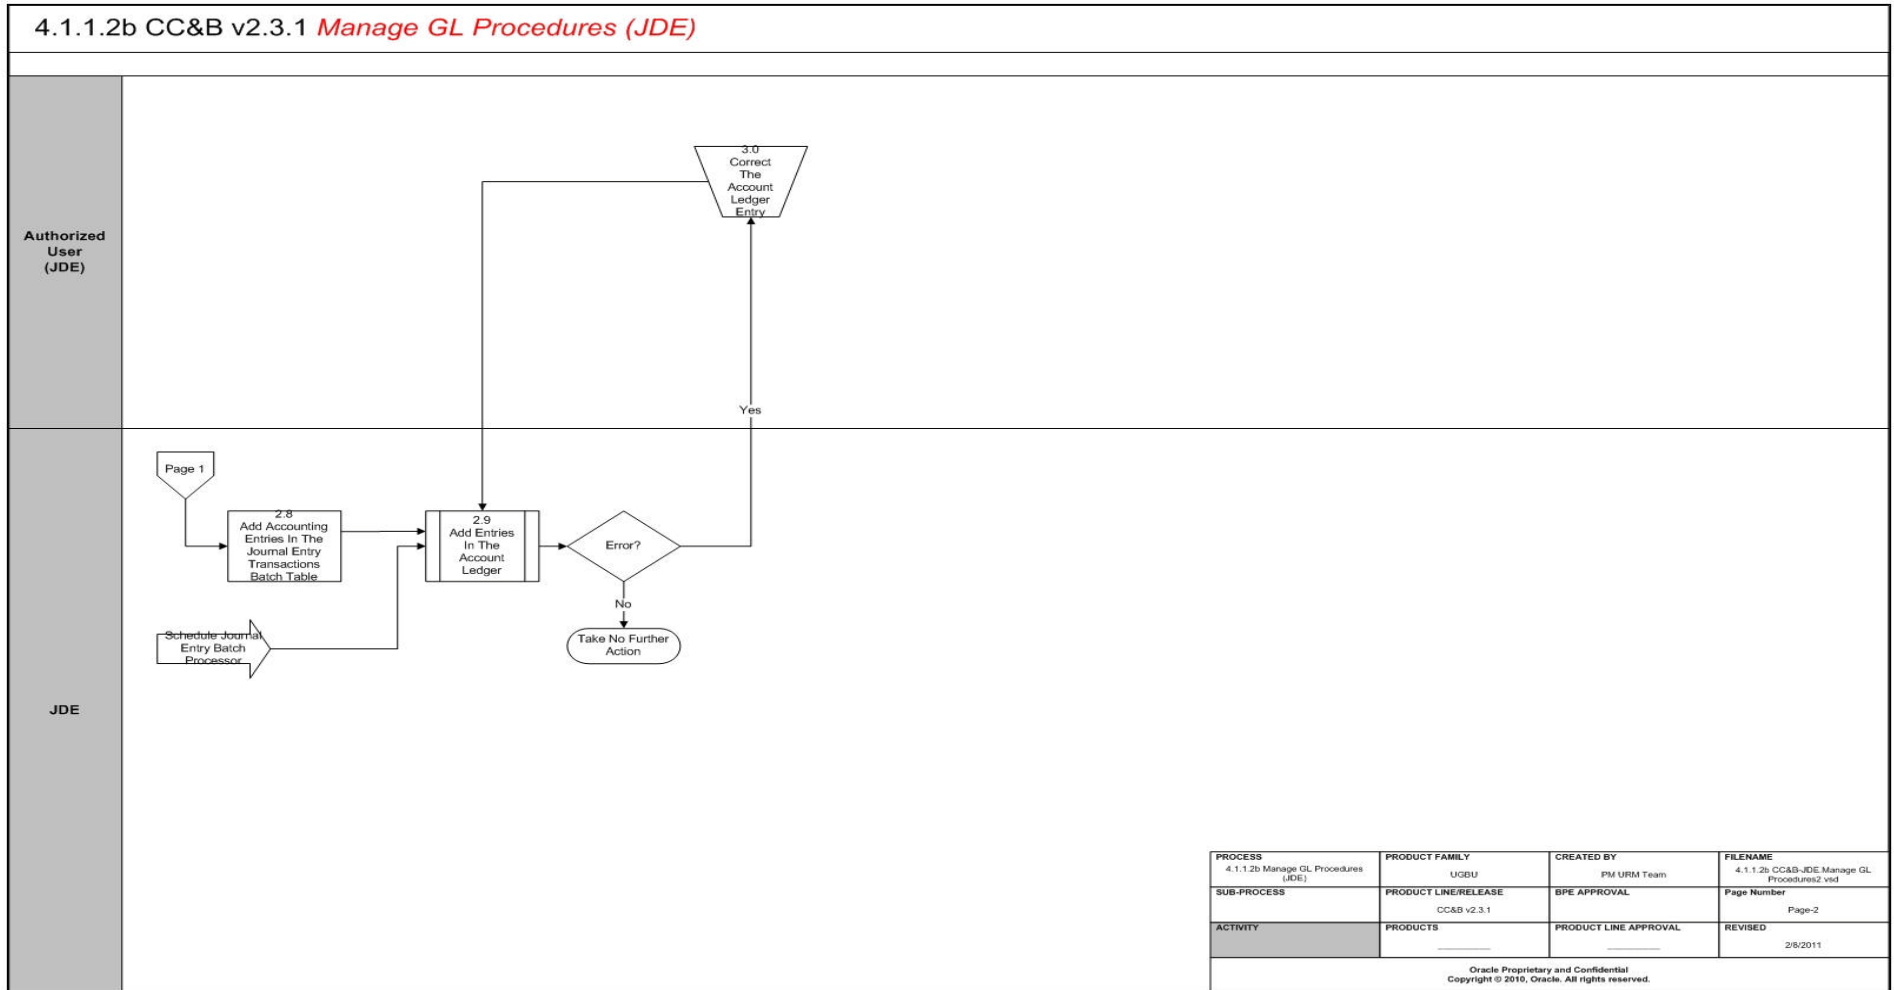 4.1.1.2b CC&B v2.3.1 Manage GL Procedures (JDE)
Authorized
User
(JDE)
3.0
Correct
The
Account
Ledger
Entry
Yes
JDE
Page 1
2.8
Add Accounting
Entries In The
Journal Entry
Transactions
Batch Table
2.9
Add Entries
In The
Account
Ledger
Error?
No
Take No Further
Action
Schedule Journal
Entry Batch
Processor
PROCESS
4.1.1.2b Manage GL Procedures
(JDE)
PRODUCT FAMILY
UGBU
CREATED BY
PM URM Team
FILENAME
4.1.1.2b CC&B-JDE.Manage GL
Procedures2.vsd
SUB-PROCESS
PRODUCT LINE/RELEASE
CC&B v2.3.1
BPE APPROVAL
Page Number
Page-2
ACTIVITY
PRODUCTS
PRODUCT LINE APPROVAL
REVISED
2/8/2011
Oracle Proprietary and Confidential
Copyright © 2010, Oracle. All rights reserved.